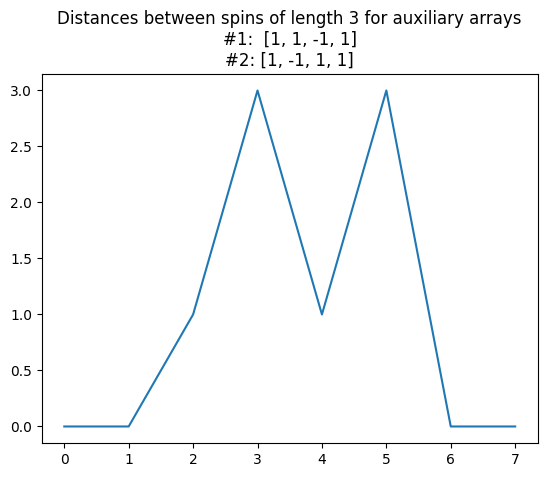 Distances between spins of length 3 for auxiliary arrays
#1:  [1, 1, -1, 1]
#2: [1, -1, 1, 1]
3.0
2.5
2.0
1.5
1.0
0.5
0.0
0 1 2 3 4 5 6 7